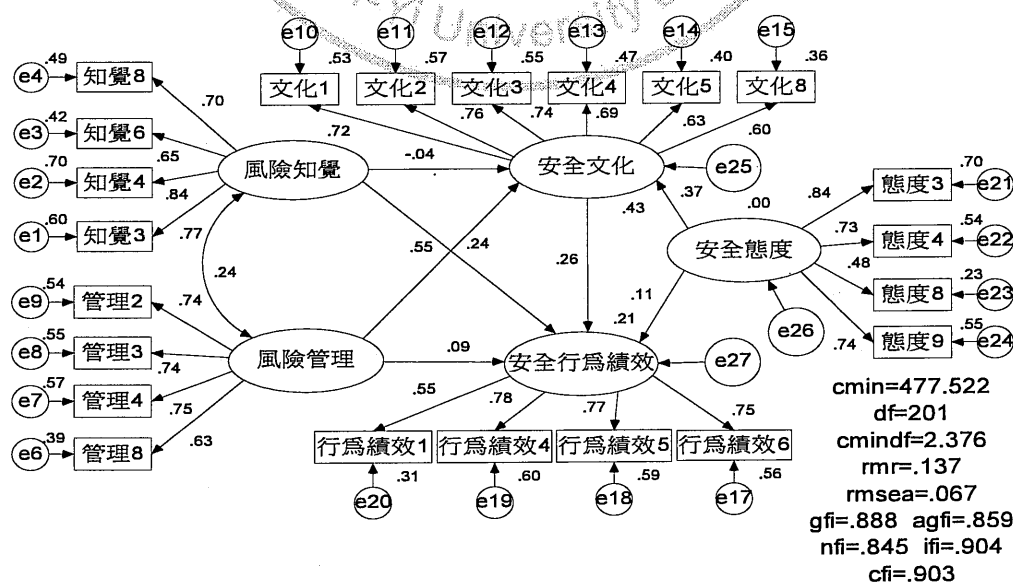 University
e10 e11 e12 e13 e14 e15
.53 .57 .55 .47 .40 .36
文化1 文化2 文化3 文化4 文化5 文化8
.72 .76 .74 .69 .63 .60
e4 .49 知覺8 .70
e3 .42 知覺6 .65
e2 .70 知覺4 .84
e1 .60 知覺3 .77
風險知覺 -.04 安全文化 e25
.43 .37 .00
.84 .70 態度3 e21
安全態度 .73 態度4 .54 e22
.48 態度8 .23 e23
.74 態度9 .55 e24
e26
.24 .55 .24 .26 .11 .21
e9 .54 管理2 .74
e8 .55 管理3 .74
e7 .57 管理4 .75
e6 .39 管理8 .63
風險管理 .09 安全行為績效 e27
.55 .78 .77 .75
行為績效1 行為績效4 行為績效5 行為績效6
.31 .60 .59 .56
e20 e19 e18 e17
cmin=477.522
df=201
cmindf=2.376
rmr=.137
rmsea=.067
gfi=.888 agfi=.859
nfi=.845 ifi=.904
cfi=.903